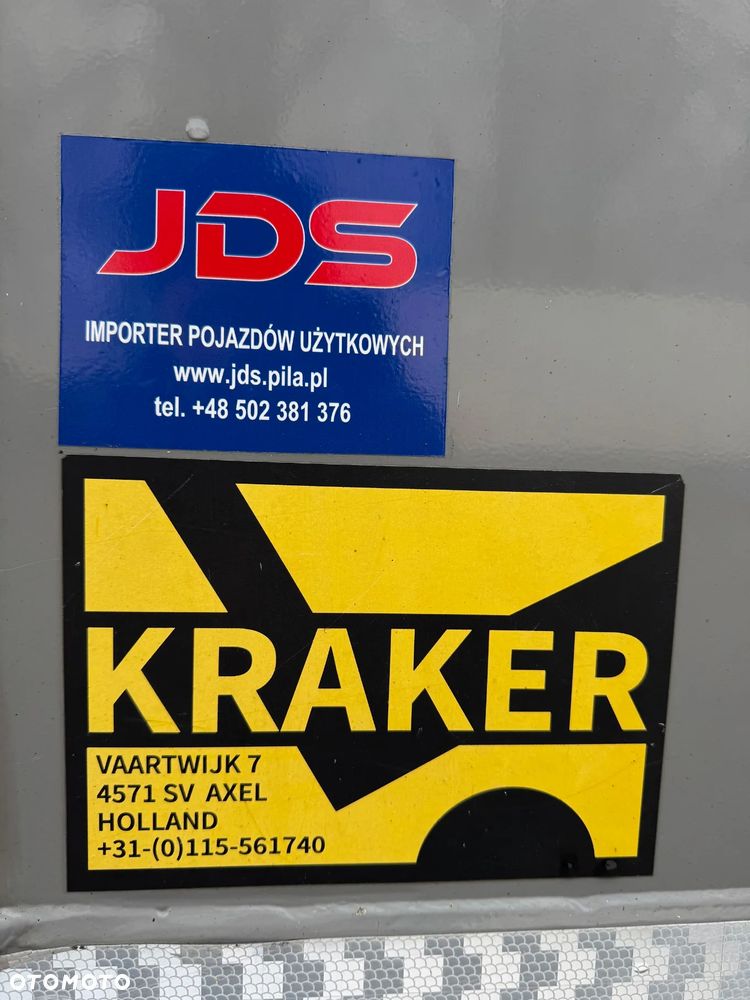 JDS
IMPORTER POJAZDÓW UŻYTKOWYCH
www.jds.pila.pl
tel. +48 502 381 376
KRAKER
VAARTWIJK 7
4571 SV AXEL
HOLLAND
+31-(0)115-561740
OTOMOTO